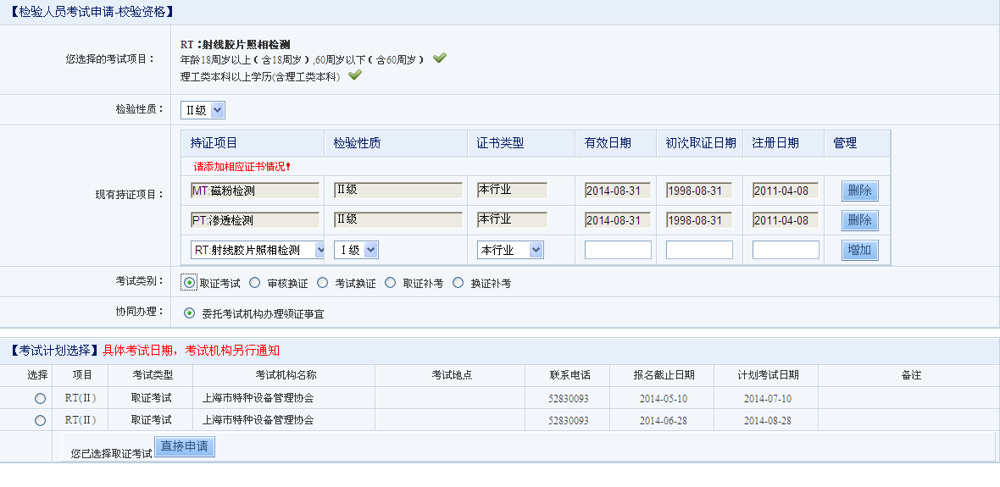 【检验人员考试申请-校验资格】
您选择的考试项目：
RT：射线胶片照相检测
年龄18周岁以上（含18周岁）,60周岁以下（含60周岁）
理工类本科以上学历(含理工类本科)
检验性质： II级
现有持证项目：
持证项目 检验性质 证书类型 有效日期 初次取证日期 注册日期 管理
请添加相应证书情况！
MT:磁粉检测 II级 本行业 2014-08-31 1998-08-31 2011-04-08 删除
PT:渗透检测 II级 本行业 2014-08-31 1998-08-31 2011-04-08 删除
RT:射线胶片照相检测 I级 本行业 增加
考试类别： 取证考试 审核换证 考试换证 取证补考 换证补考
协同办理： 委托考试机构办理领证事宜
【考试计划选择】具体考试日期，考试机构另行通知
选择 项目 考试类型 考试机构名称 考试地点 联系电话 报名截止日期 计划考试日期 备注
RT(II) 取证考试 上海市特种设备管理协会 52830093 2014-05-10 2014-07-10
RT(II) 取证考试 上海市特种设备管理协会 52830093 2014-06-28 2014-08-28
您已选择取证考试 直接申请